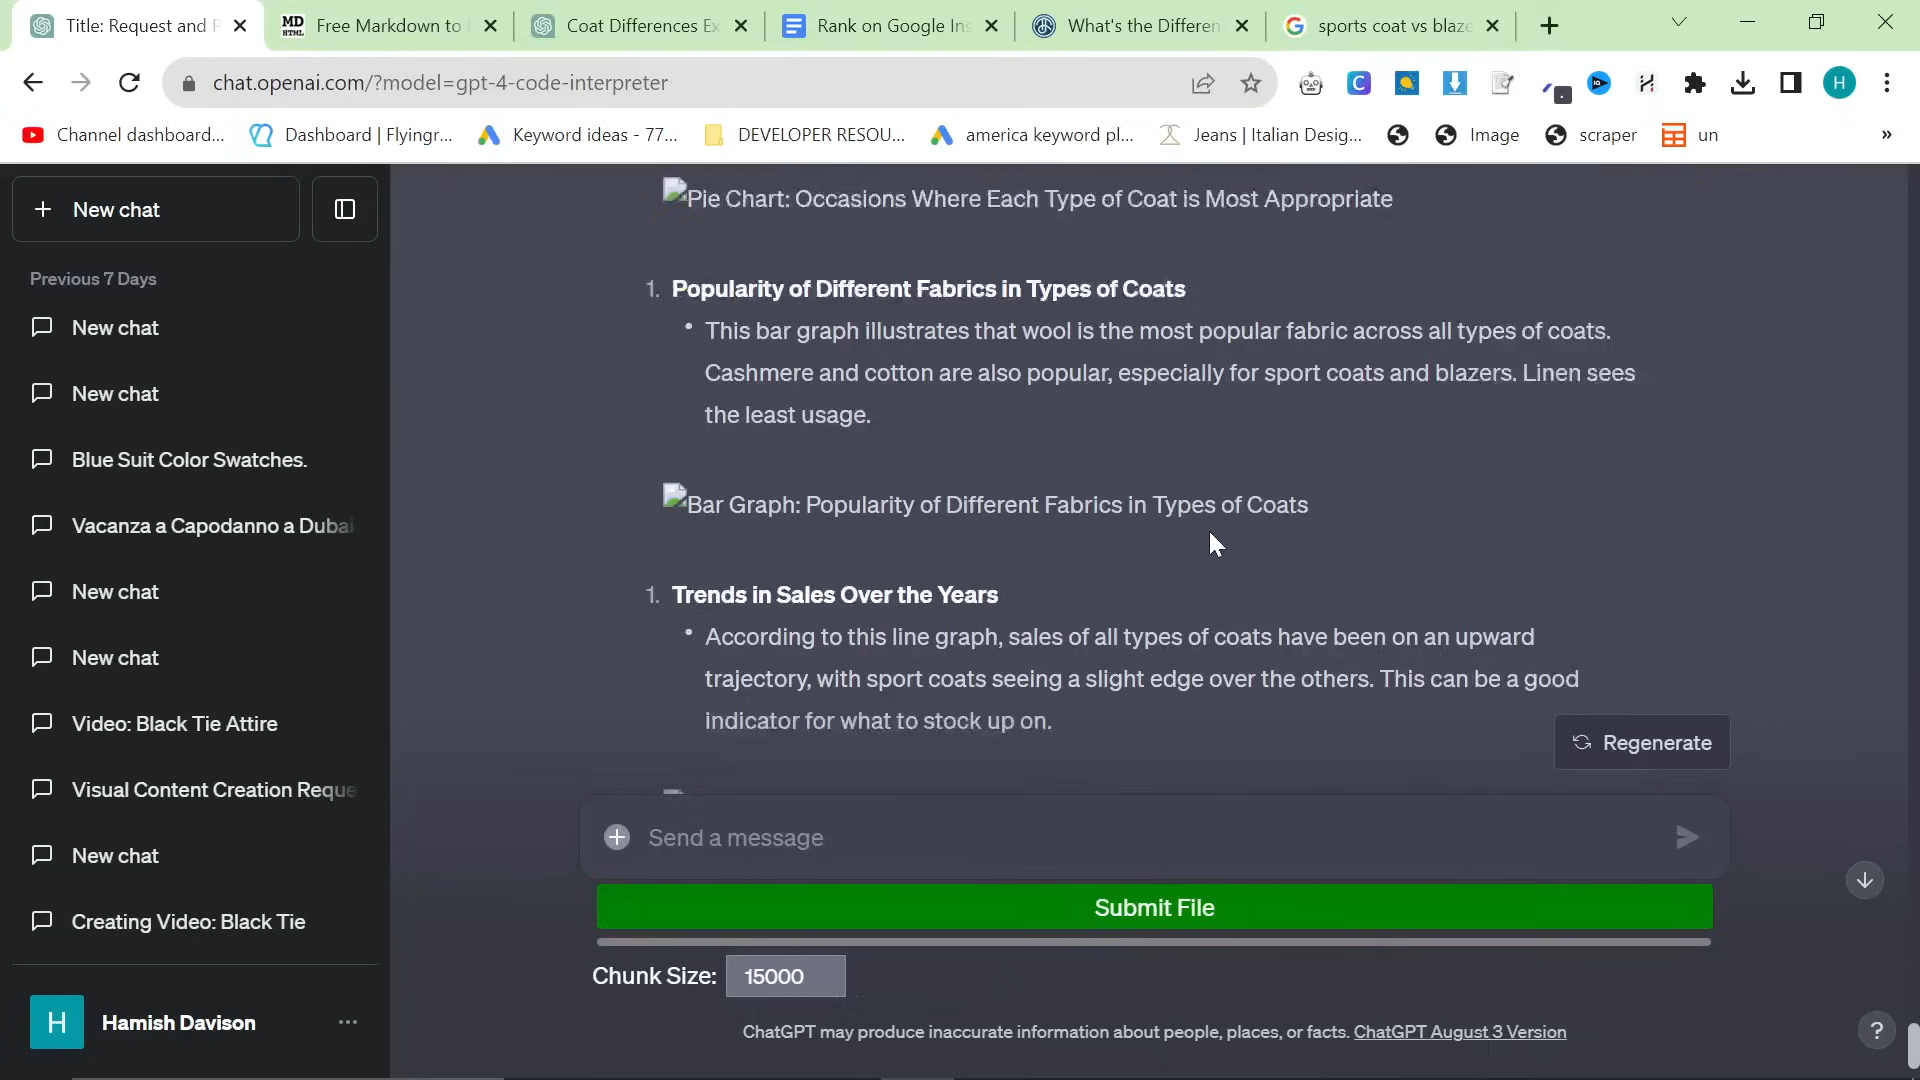 Title: Request and R
Free Markdown to
Coat Differences Ex
Rank on Google Ins
What's the Differen
sports coat vs blaze
chat.openai.com/?model=gpt-4-code-interpreter
Channel dashboard...
Dashboard | Flyingr...
Keyword ideas - 77...
DEVELOPER RESOU...
america keyword pl...
Jeans | Italian Desig...
Image
scraper
un
»
New chat
Previous 7 Days
New chat
New chat
Blue Suit Color Swatches.
Vacanza a Capodanno a Dubai
New chat
New chat
Video: Black Tie Attire
Visual Content Creation Reque
New chat
Creating Video: Black Tie
H
Hamish Davison
Pie Chart: Occasions Where Each Type of Coat is Most Appropriate
1. Popularity of Different Fabrics in Types of Coats
• This bar graph illustrates that wool is the most popular fabric across all types of coats.
Cashmere and cotton are also popular, especially for sport coats and blazers. Linen sees
the least usage.
Bar Graph: Popularity of Different Fabrics in Types of Coats
1. Trends in Sales Over the Years
• According to this line graph, sales of all types of coats have been on an upward
trajectory, with sport coats seeing a slight edge over the others. This can be a good
indicator for what to stock up on.
Regenerate
Send a message
Submit File
Chunk Size: 15000
ChatGPT may produce inaccurate information about people, places, or facts. ChatGPT August 3 Version
?